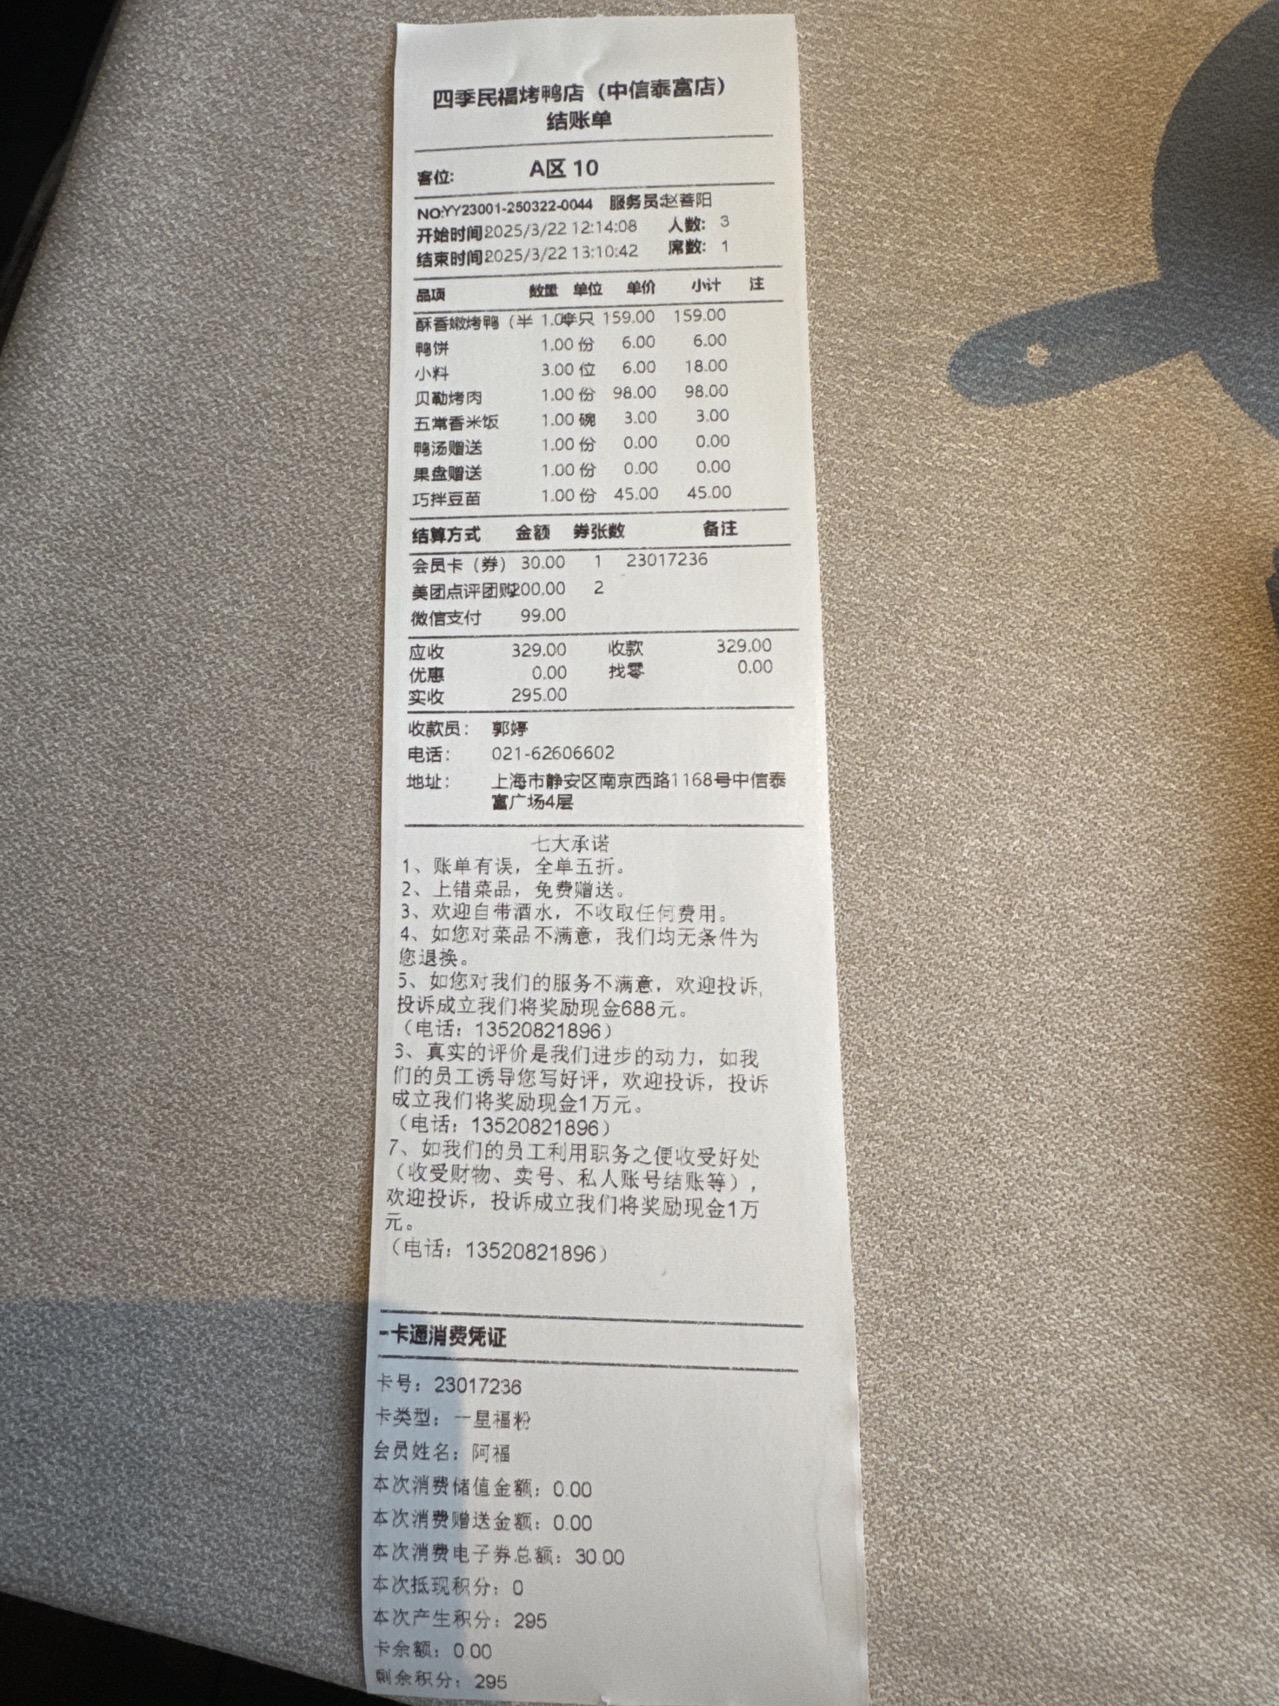 四季民福烤鸭店（中信泰富店）
结账单
客位: A区 10
NO:YY23001-250322-0044 服务员:赵善阳
开始时间2025/3/22 12:14:08 人数: 3
结束时间2025/3/22 13:10:42 席数: 1
品项 数量 单位 单价 小计 注
酥香嫩烤鸭（半 1.00 半只 159.00 159.00
鸭饼 1.00 份 6.00 6.00
小料 3.00 位 6.00 18.00
贝勒烤肉 1.00 份 98.00 98.00
五常香米饭 1.00 碗 3.00 3.00
鸭汤赠送 1.00 份 0.00 0.00
果盘赠送 1.00 份 0.00 0.00
巧拌豆苗 1.00 份 45.00 45.00
结算方式 金额 券张数 备注
会员卡（券） 30.00 1 23017236
美团点评团购200.00 2
微信支付 99.00
应收 329.00 收款 329.00
优惠 0.00 找零 0.00
实收 295.00
收款员: 郭婷
电话: 021-62606602
地址: 上海市静安区南京西路1168号中信泰
富广场4层
七大承诺
1、账单有误，全单五折。
2、上错菜品，免费赠送。
3、欢迎自带酒水，不收取任何费用。
4、如您对菜品不满意，我们均无条件为
您退换。
5、如您对我们的服务不满意，欢迎投诉,
投诉成立我们将奖励现金688元。
（电话：13520821896）
6、真实的评价是我们进步的动力，如我
们的员工诱导您写好评，欢迎投诉，投诉
成立我们将奖励现金1万元。
（电话：13520821896）
7、如我们的员工利用职务之便收受好处
（收受财物、卖号、私人账号结账等），
欢迎投诉，投诉成立我们将奖励现金1万
元。
（电话：13520821896）
一卡通消费凭证
卡号：23017236
卡类型：一星福粉
会员姓名：阿福
本次消费储值金额：0.00
本次消费赠送金额：0.00
本次消费电子券总额：30.00
本次抵现积分：0
本次产生积分：295
卡余额：0.00
剩余积分：295